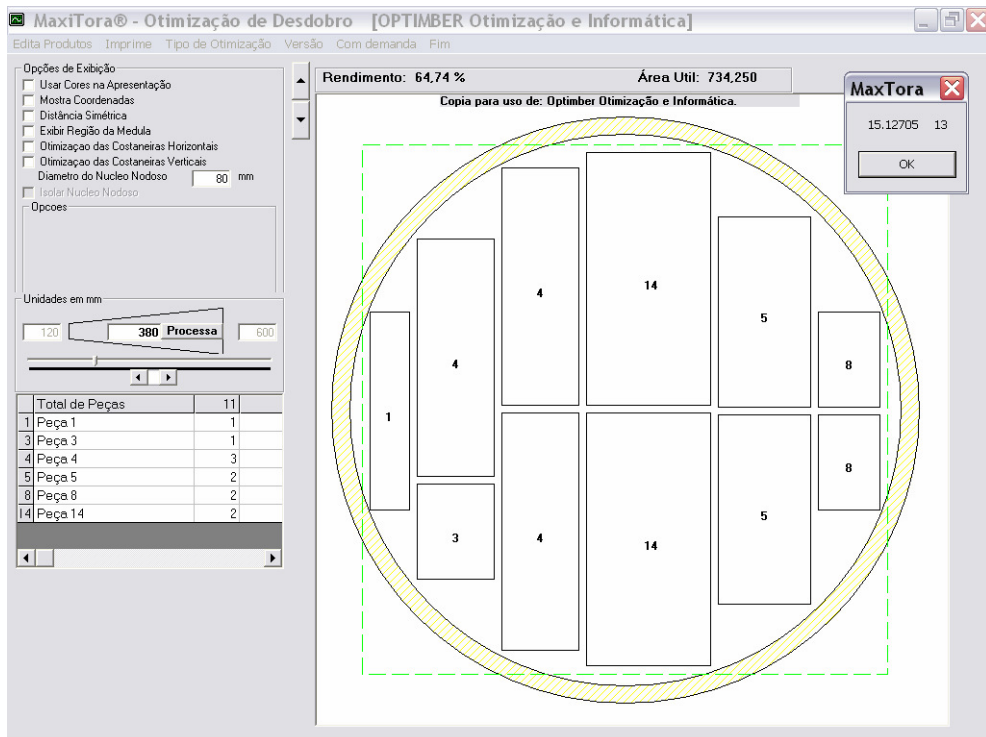 MaxiTora® - Otimização de Desdobro [OPTIMBER Otimização e Informática]
Edita Produtos Imprime Tipo de Otimização Versão Com demanda Fim
Opções de Exibição
Usar Cores na Apresentação
Mostra Coordenadas
Distância Simétrica
Exibir Região da Medula
Otimizaçao das Costaneiras Horizontais
Otimizaçao das Costaneiras Verticais
Diametro do Nucleo Nodoso 80 mm
Isolar Nucleo Nodoso
Opcoes
Unidades em mm
120 380 Processa 600
Total de Peças 11
1 Peça 1 1
3 Peça 3 1
4 Peça 4 3
5 Peça 5 2
8 Peça 8 2
14 Peça 14 2
Rendimento: 64,74 % Área Util: 734,250
Copia para uso de: Optimber Otimização e Informática.
MaxTora
15.12705 13
OK
4 14
5
4 8
1
8
5
3 4 14